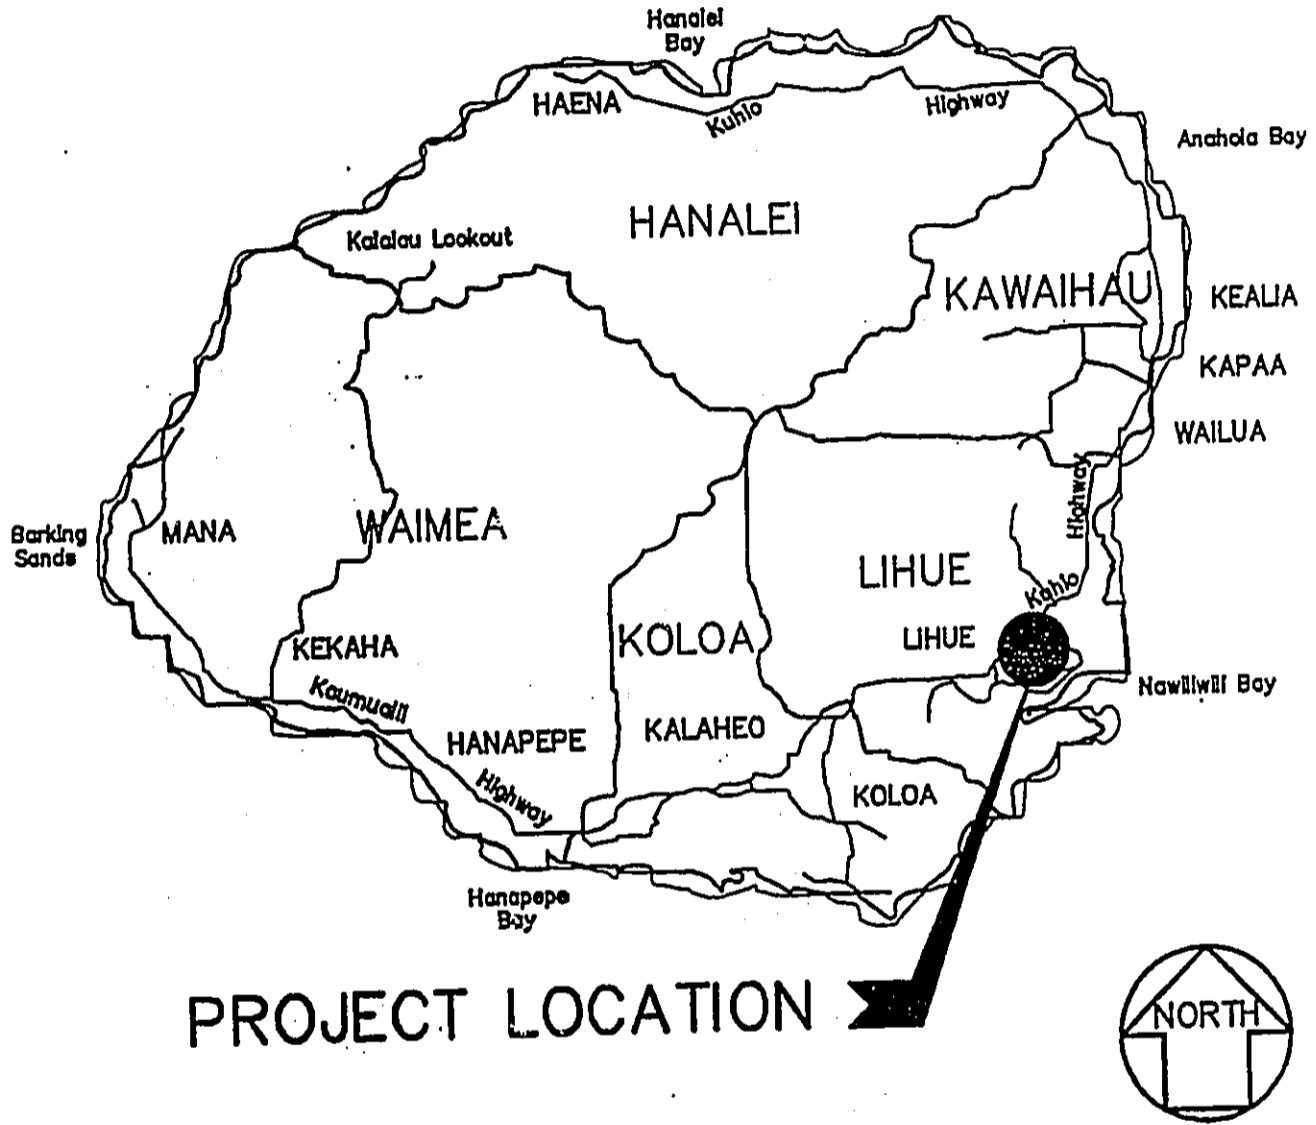 Hanalei
Bay
HAENA
Kuhio
Highway
Anahola Bay
HANALEI
Kalalau Lookout
KAWAIHAU
KEALIA
KAPAA
WAILUA
Highway
Barking
Sands
MANA
WAIMEA
LIHUE
Kuhio
KEKAHA
KOLOA
LIHUE
Kaumualii
Nawiliwili Bay
HANAPEPE
KALAHEO
Highway
KOLOA
Hanapepe
Bay
PROJECT LOCATION
NORTH